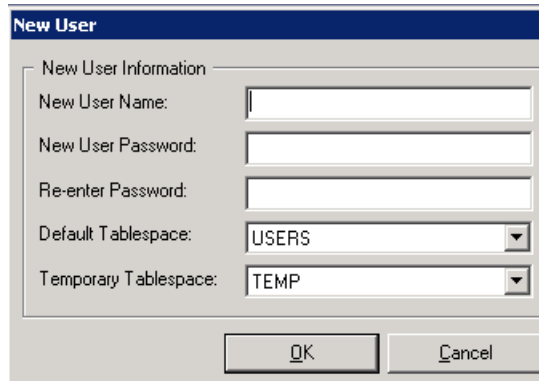 New User
New User Information
New User Name:
New User Password:
Re-enter Password:
Default Tablespace: USERS
Temporary Tablespace: TEMP
OK Cancel